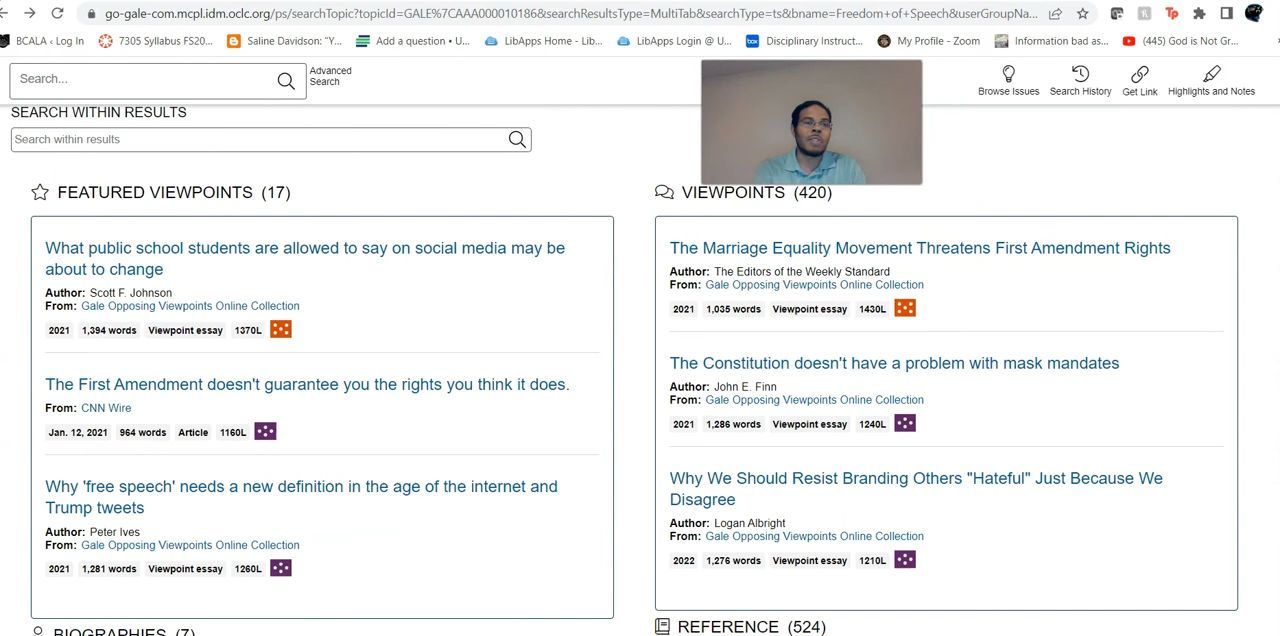 go-gale-com.mcpl.idm.oclc.org/ps/searchTopic?topicId=GALE%7CAAA000010186&searchResultsType=MultiTab&searchType=ts&bname=Freedom+of+Speech&userGroupNa...
BCALA ‹ Log In
7305 Syllabus FS20...
Saline Davidson: "Y...
Add a question • U...
LibApps Home - Lib...
LibApps Login @ U...
box
Disciplinary Instruct...
My Profile - Zoom
Information bad as...
(445) God is Not Gr...
Search...
Advanced
Search
Browse Issues
Search History
Get Link
Highlights and Notes
SEARCH WITHIN RESULTS
Search within results
FEATURED VIEWPOINTS (17)
What public school students are allowed to say on social media may be
about to change
Author: Scott F. Johnson
From: Gale Opposing Viewpoints Online Collection
2021 1,394 words Viewpoint essay 1370L
The First Amendment doesn't guarantee you the rights you think it does.
From: CNN Wire
Jan. 12, 2021 964 words Article 1160L
Why 'free speech' needs a new definition in the age of the internet and
Trump tweets
Author: Peter Ives
From: Gale Opposing Viewpoints Online Collection
2021 1,281 words Viewpoint essay 1260L
BIOGRAPHIES (7)
VIEWPOINTS (420)
The Marriage Equality Movement Threatens First Amendment Rights
Author: The Editors of the Weekly Standard
From: Gale Opposing Viewpoints Online Collection
2021 1,035 words Viewpoint essay 1430L
The Constitution doesn't have a problem with mask mandates
Author: John E. Finn
From: Gale Opposing Viewpoints Online Collection
2021 1,286 words Viewpoint essay 1240L
Why We Should Resist Branding Others "Hateful" Just Because We
Disagree
Author: Logan Albright
From: Gale Opposing Viewpoints Online Collection
2022 1,276 words Viewpoint essay 1210L
REFERENCE (524)